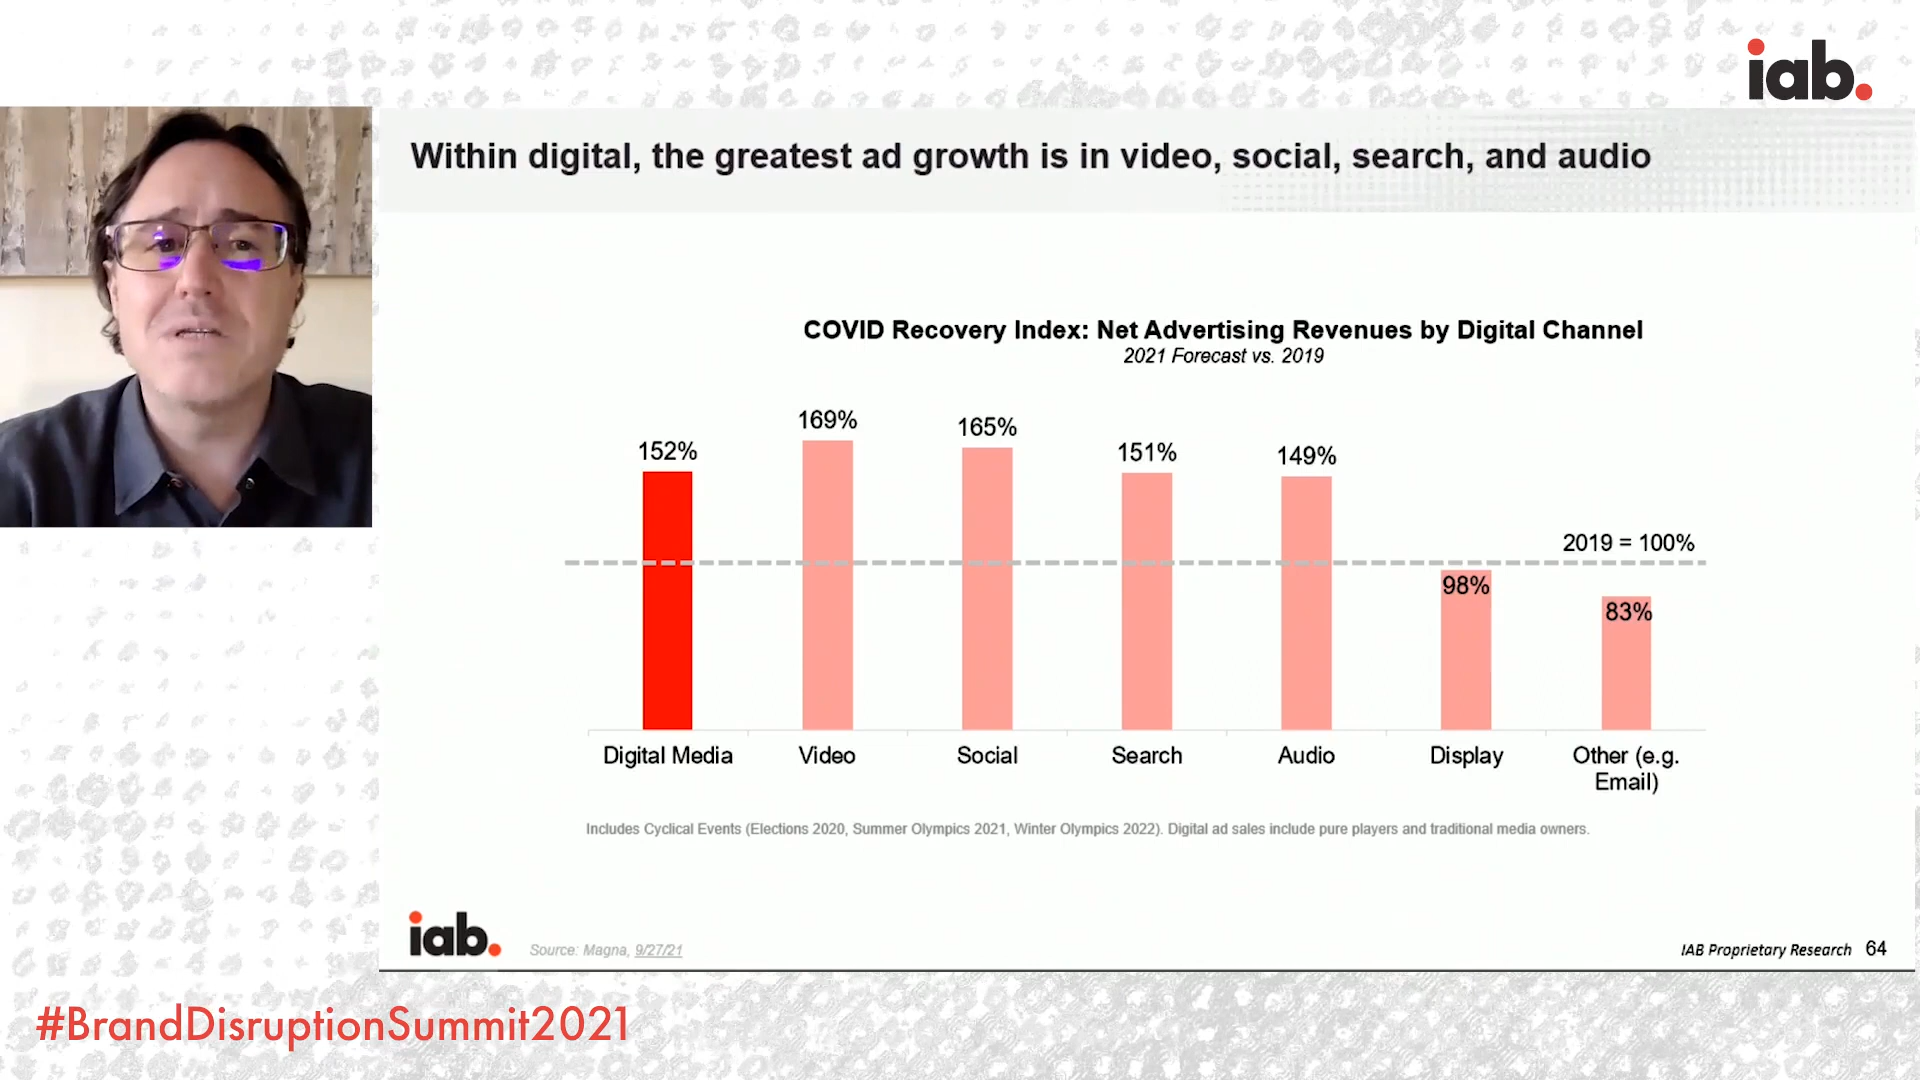 iab.
Within digital, the greatest ad growth is in video, social, search, and audio
COVID Recovery Index: Net Advertising Revenues by Digital Channel
2021 Forecast vs. 2019
152%
169%
165%
151%
149%
2019 = 100%
98%
83%
Digital Media
Video
Social
Search
Audio
Display
Other (e.g.
Email)
Includes Cyclical Events (Elections 2020, Summer Olympics 2021, Winter Olympics 2022). Digital ad sales include pure players and traditional media owners.
iab.
Source: Magna, 9/27/21
IAB Proprietary Research 64
#BrandDisruptionSummit2021